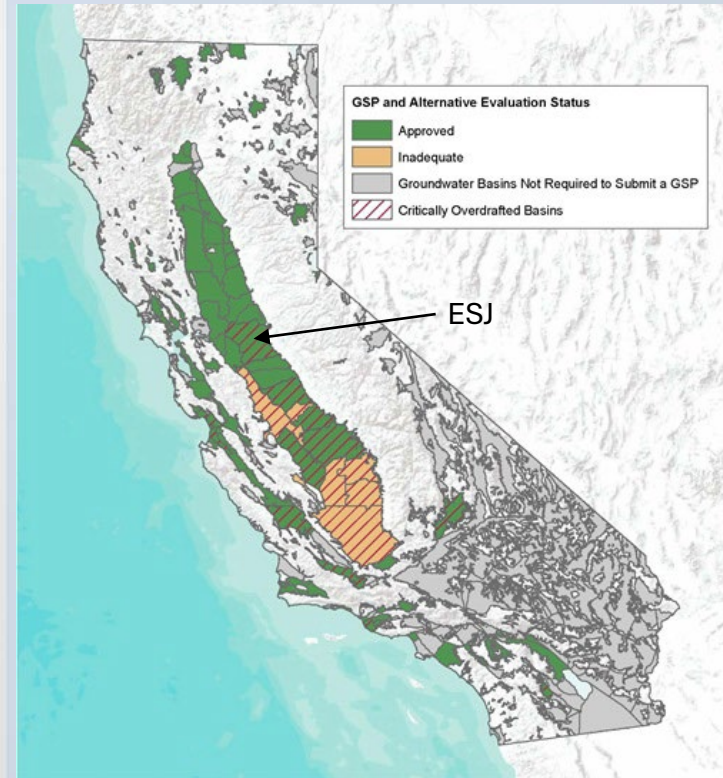 GSP and Alternative Evaluation Status
Approved
Inadequate
Groundwater Basins Not Required to Submit a GSP
Critically Overdrafted Basins
ESJ